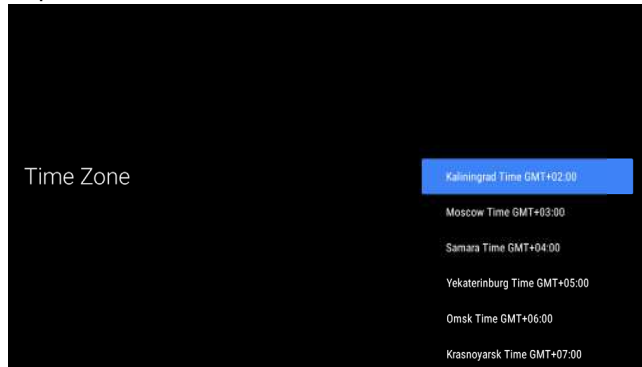 Time Zone
Kaliningrad Time GMT+02:00
Moscow Time GMT+03:00
Samara Time GMT+04:00
Yekaterinburg Time GMT+05:00
Omsk Time GMT+06:00
Krasnoyarsk Time GMT+07:00